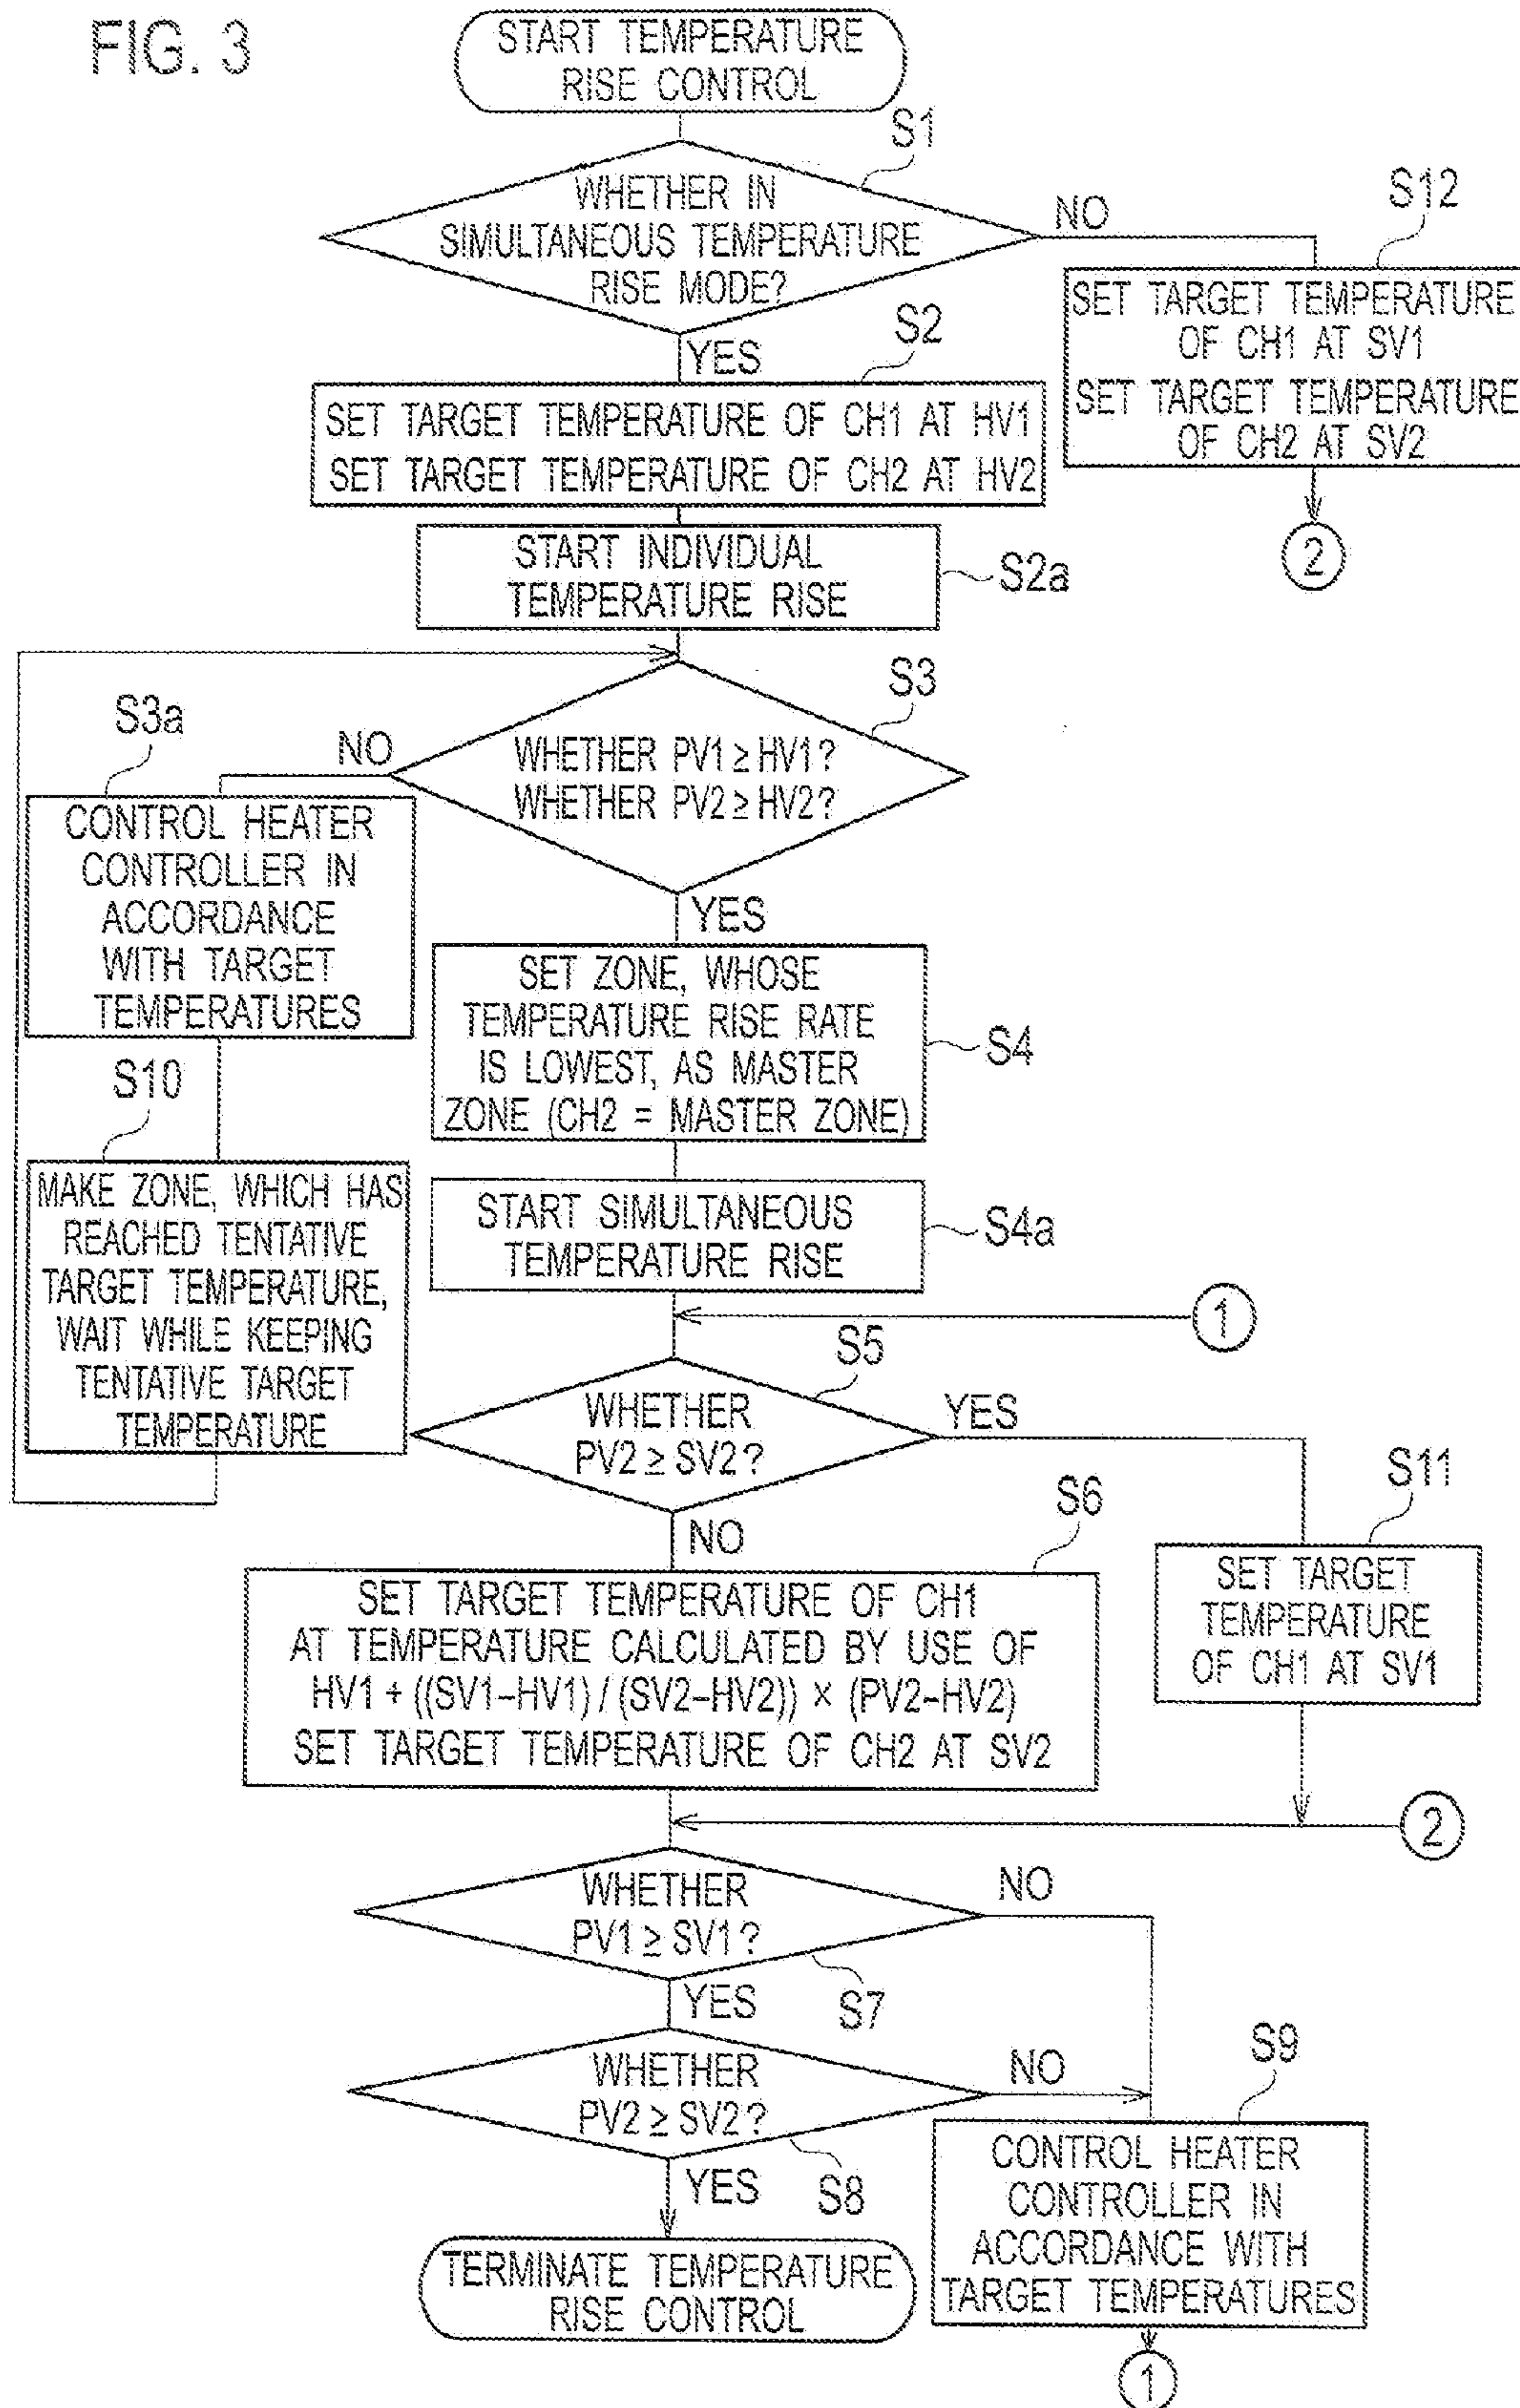 FIG. 3
START TEMPERATURE
RISE CONTROL
S1
WHETHER IN
SIMULTANEOUS TEMPERATURE
RISE MODE?
NO
S12
SET TARGET TEMPERATURE
OF CH1 AT SV1
SET TARGET TEMPERATURE
OF CH2 AT SV2
2
YES
S2
SET TARGET TEMPERATURE OF CH1 AT HV1
SET TARGET TEMPERATURE OF CH2 AT HV2
START INDIVIDUAL
TEMPERATURE RISE
S2a
S3
WHETHER PV1 ≥ HV1?
WHETHER PV2 ≥ HV2?
NO
S3a
CONTROL HEATER
CONTROLLER IN
ACCORDANCE
WITH TARGET
TEMPERATURES
S10
MAKE ZONE, WHICH HAS
REACHED TENTATIVE
TARGET TEMPERATURE,
WAIT WHILE KEEPING
TENTATIVE TARGET
TEMPERATURE
YES
SET ZONE, WHOSE
TEMPERATURE RISE RATE
IS LOWEST, AS MASTER
ZONE (CH2 = MASTER ZONE)
S4
START SIMULTANEOUS
TEMPERATURE RISE
S4a
1
S5
WHETHER
PV2 ≥ SV2?
YES
S11
SET TARGET
TEMPERATURE
OF CH1 AT SV1
NO
S6
SET TARGET TEMPERATURE OF CH1
AT TEMPERATURE CALCULATED BY USE OF
HV1 + ((SV1–HV1) / (SV2–HV2)) × (PV2–HV2)
SET TARGET TEMPERATURE OF CH2 AT SV2
2
WHETHER
PV1 ≥ SV1?
NO
S7
YES
WHETHER
PV2 ≥ SV2?
NO
S8
YES
S9
CONTROL HEATER
CONTROLLER IN
ACCORDANCE WITH
TARGET TEMPERATURES
1
TERMINATE TEMPERATURE
RISE CONTROL